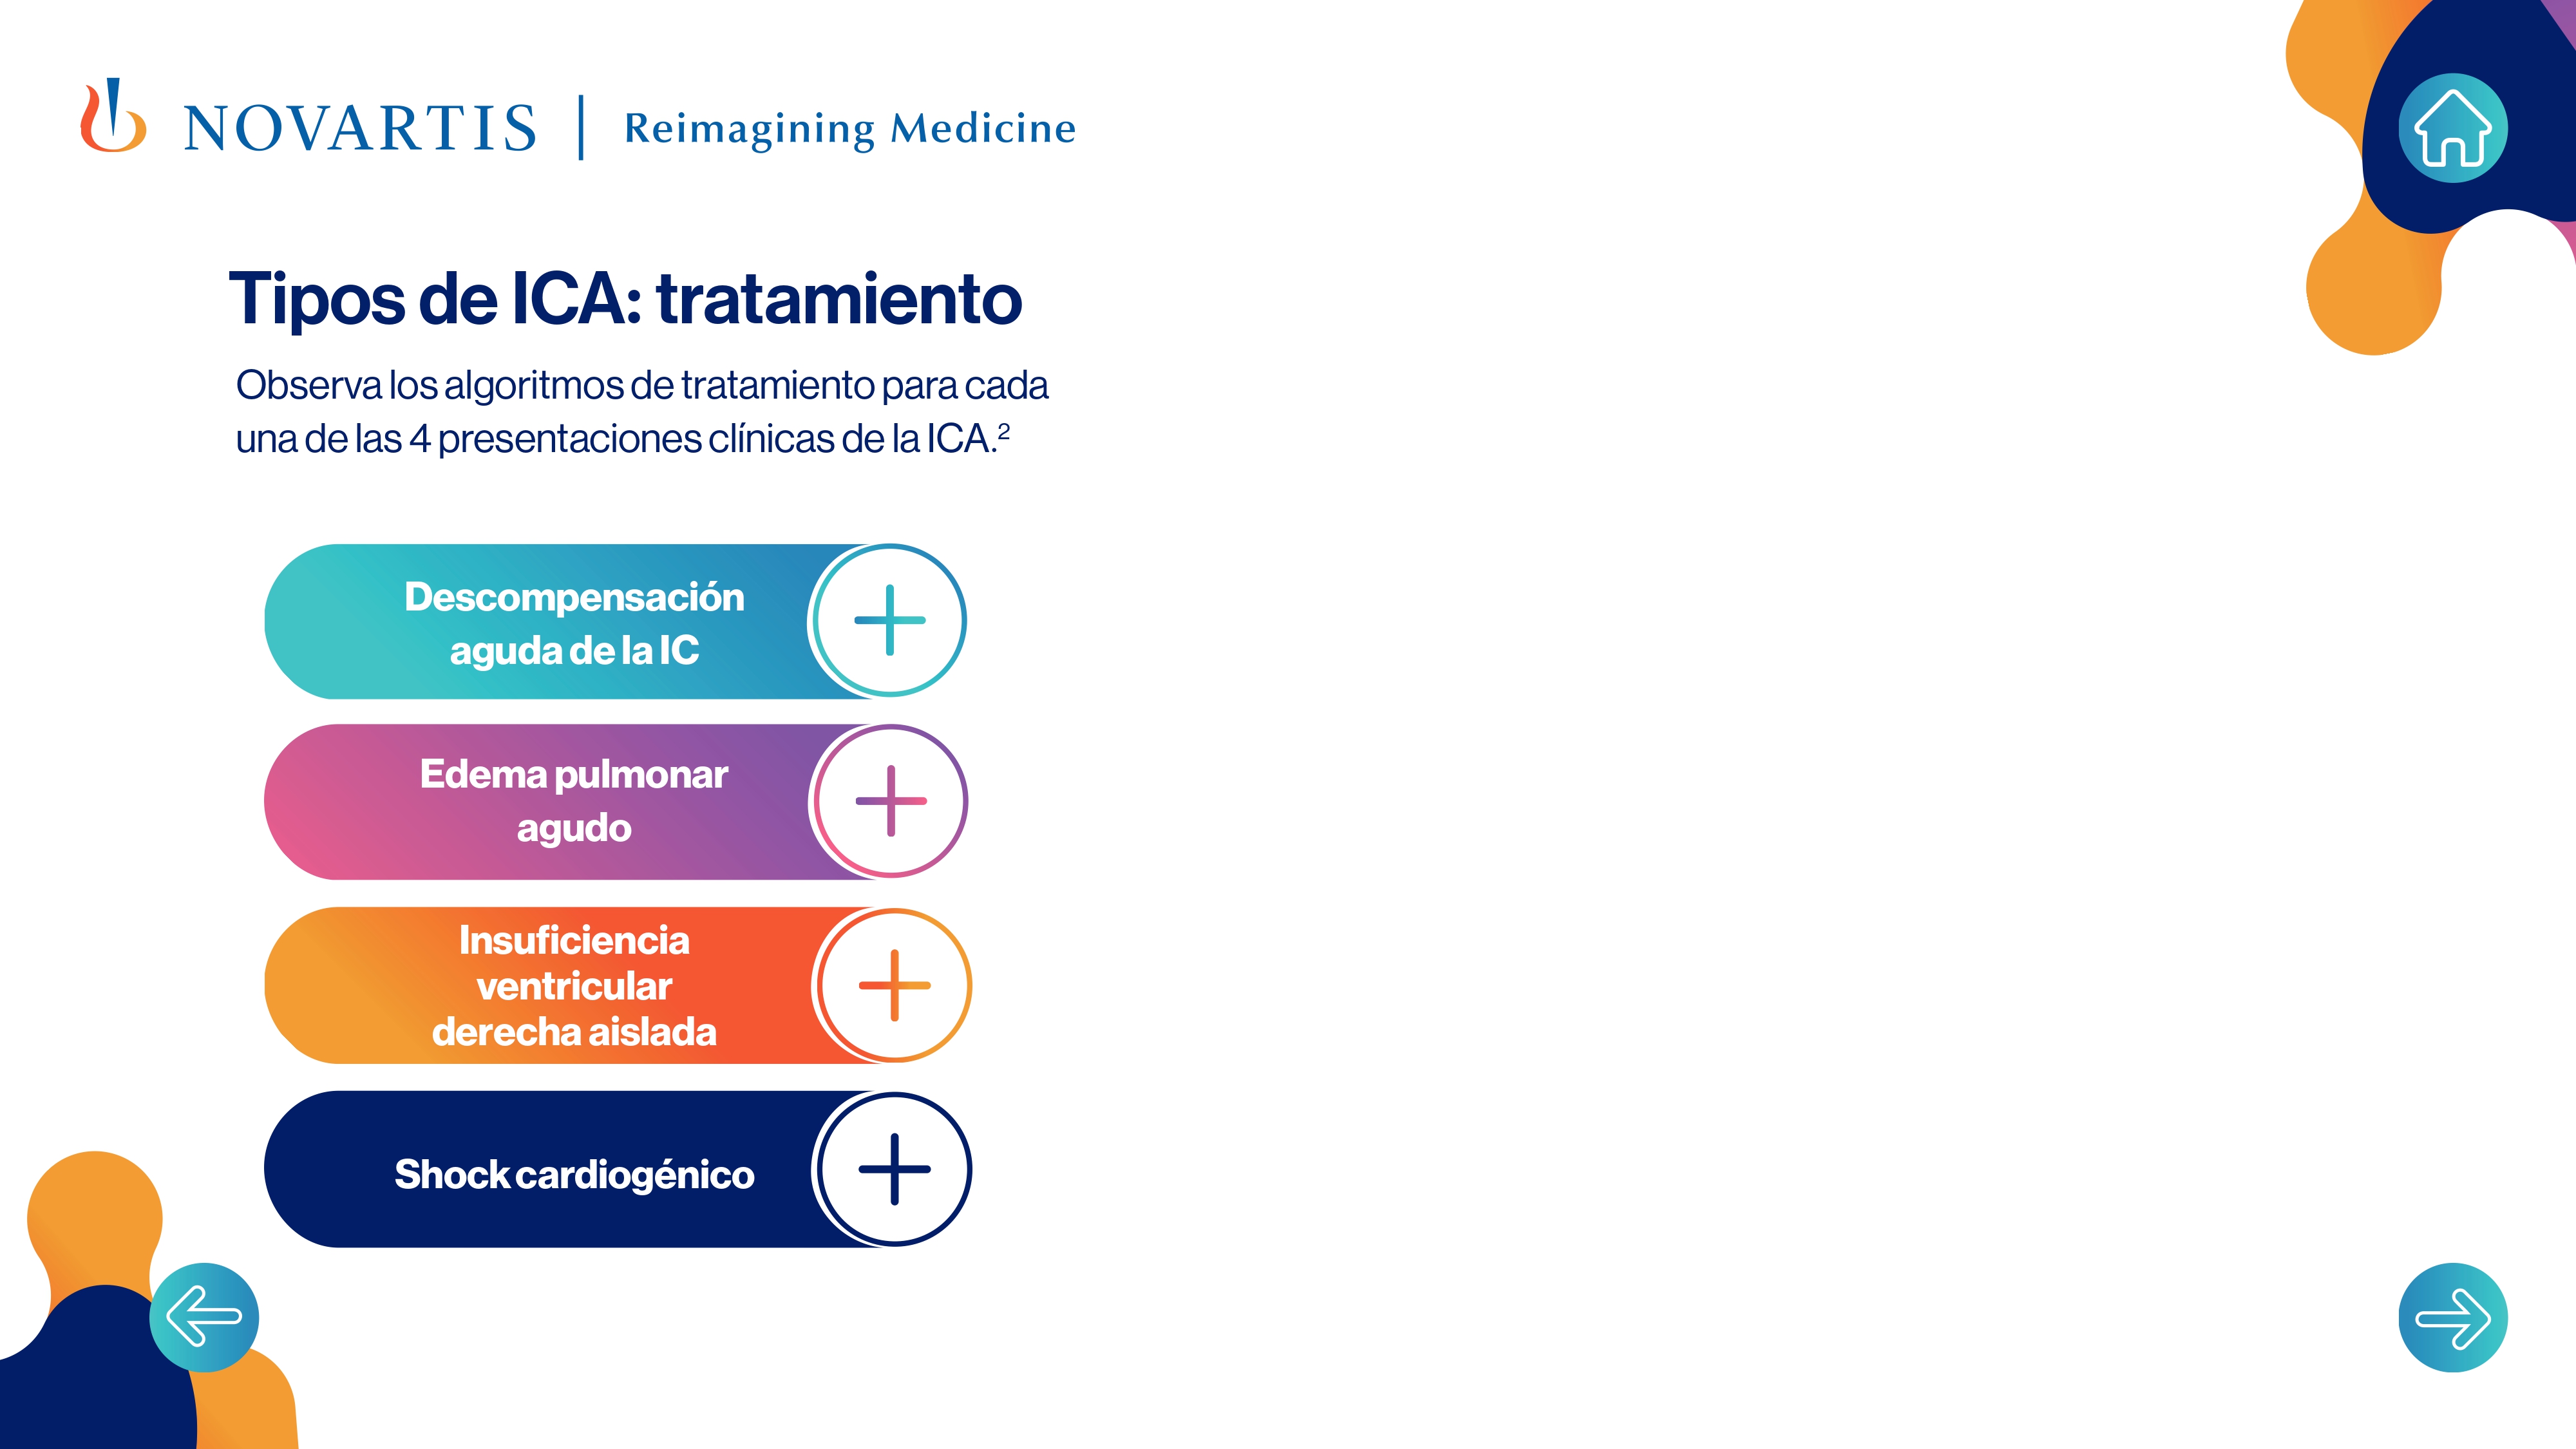 NOVARTIS | Reimagining Medicine
Tipos de ICA: tratamiento
Observa los algoritmos de tratamiento para cada
una de las 4 presentaciones clínicas de la ICA.²
Descompensación
aguda de la IC
Edema pulmonar
agudo
Insuficiencia
ventricular
derecha aislada
Shock cardiogénico